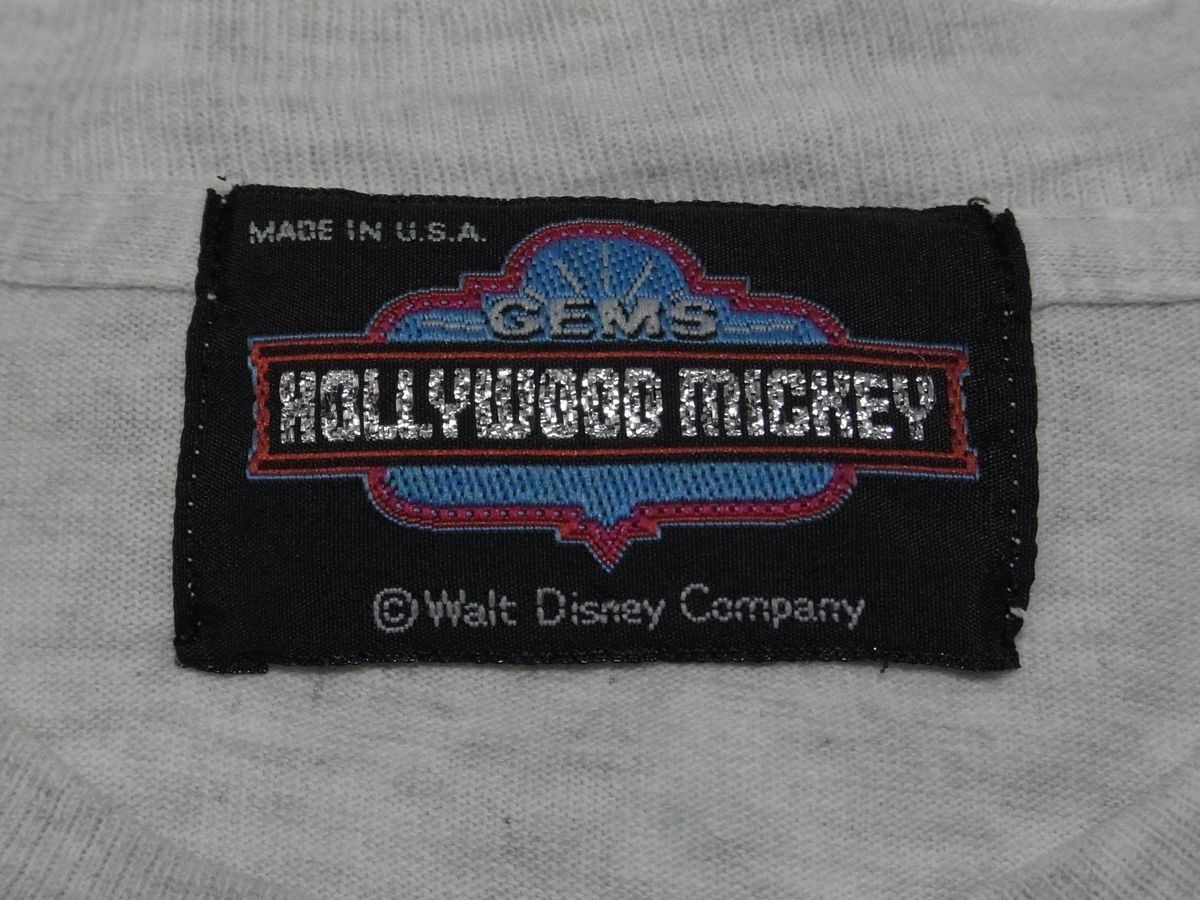 MADE IN U.S.A.
GEMS
HOLLYWOOD MICKEY
©Walt Disney Company